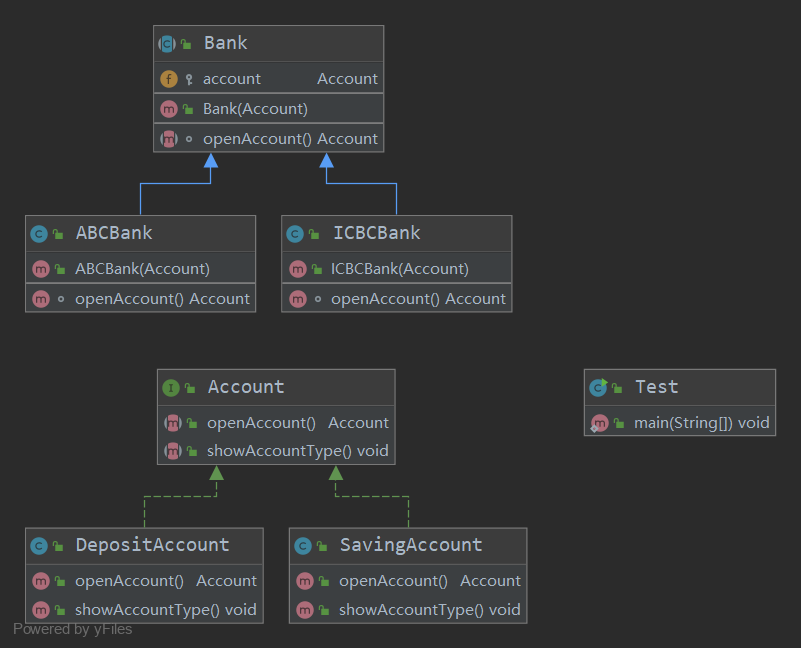 Bank
account Account
Bank(Account)
openAccount() Account
ABCBank
ABCBank(Account)
openAccount() Account
ICBCBank
ICBCBank(Account)
openAccount() Account
Account
openAccount() Account
showAccountType() void
Test
main(String[]) void
DepositAccount
openAccount() Account
showAccountType() void
SavingAccount
openAccount() Account
showAccountType() void
Powered by yFiles